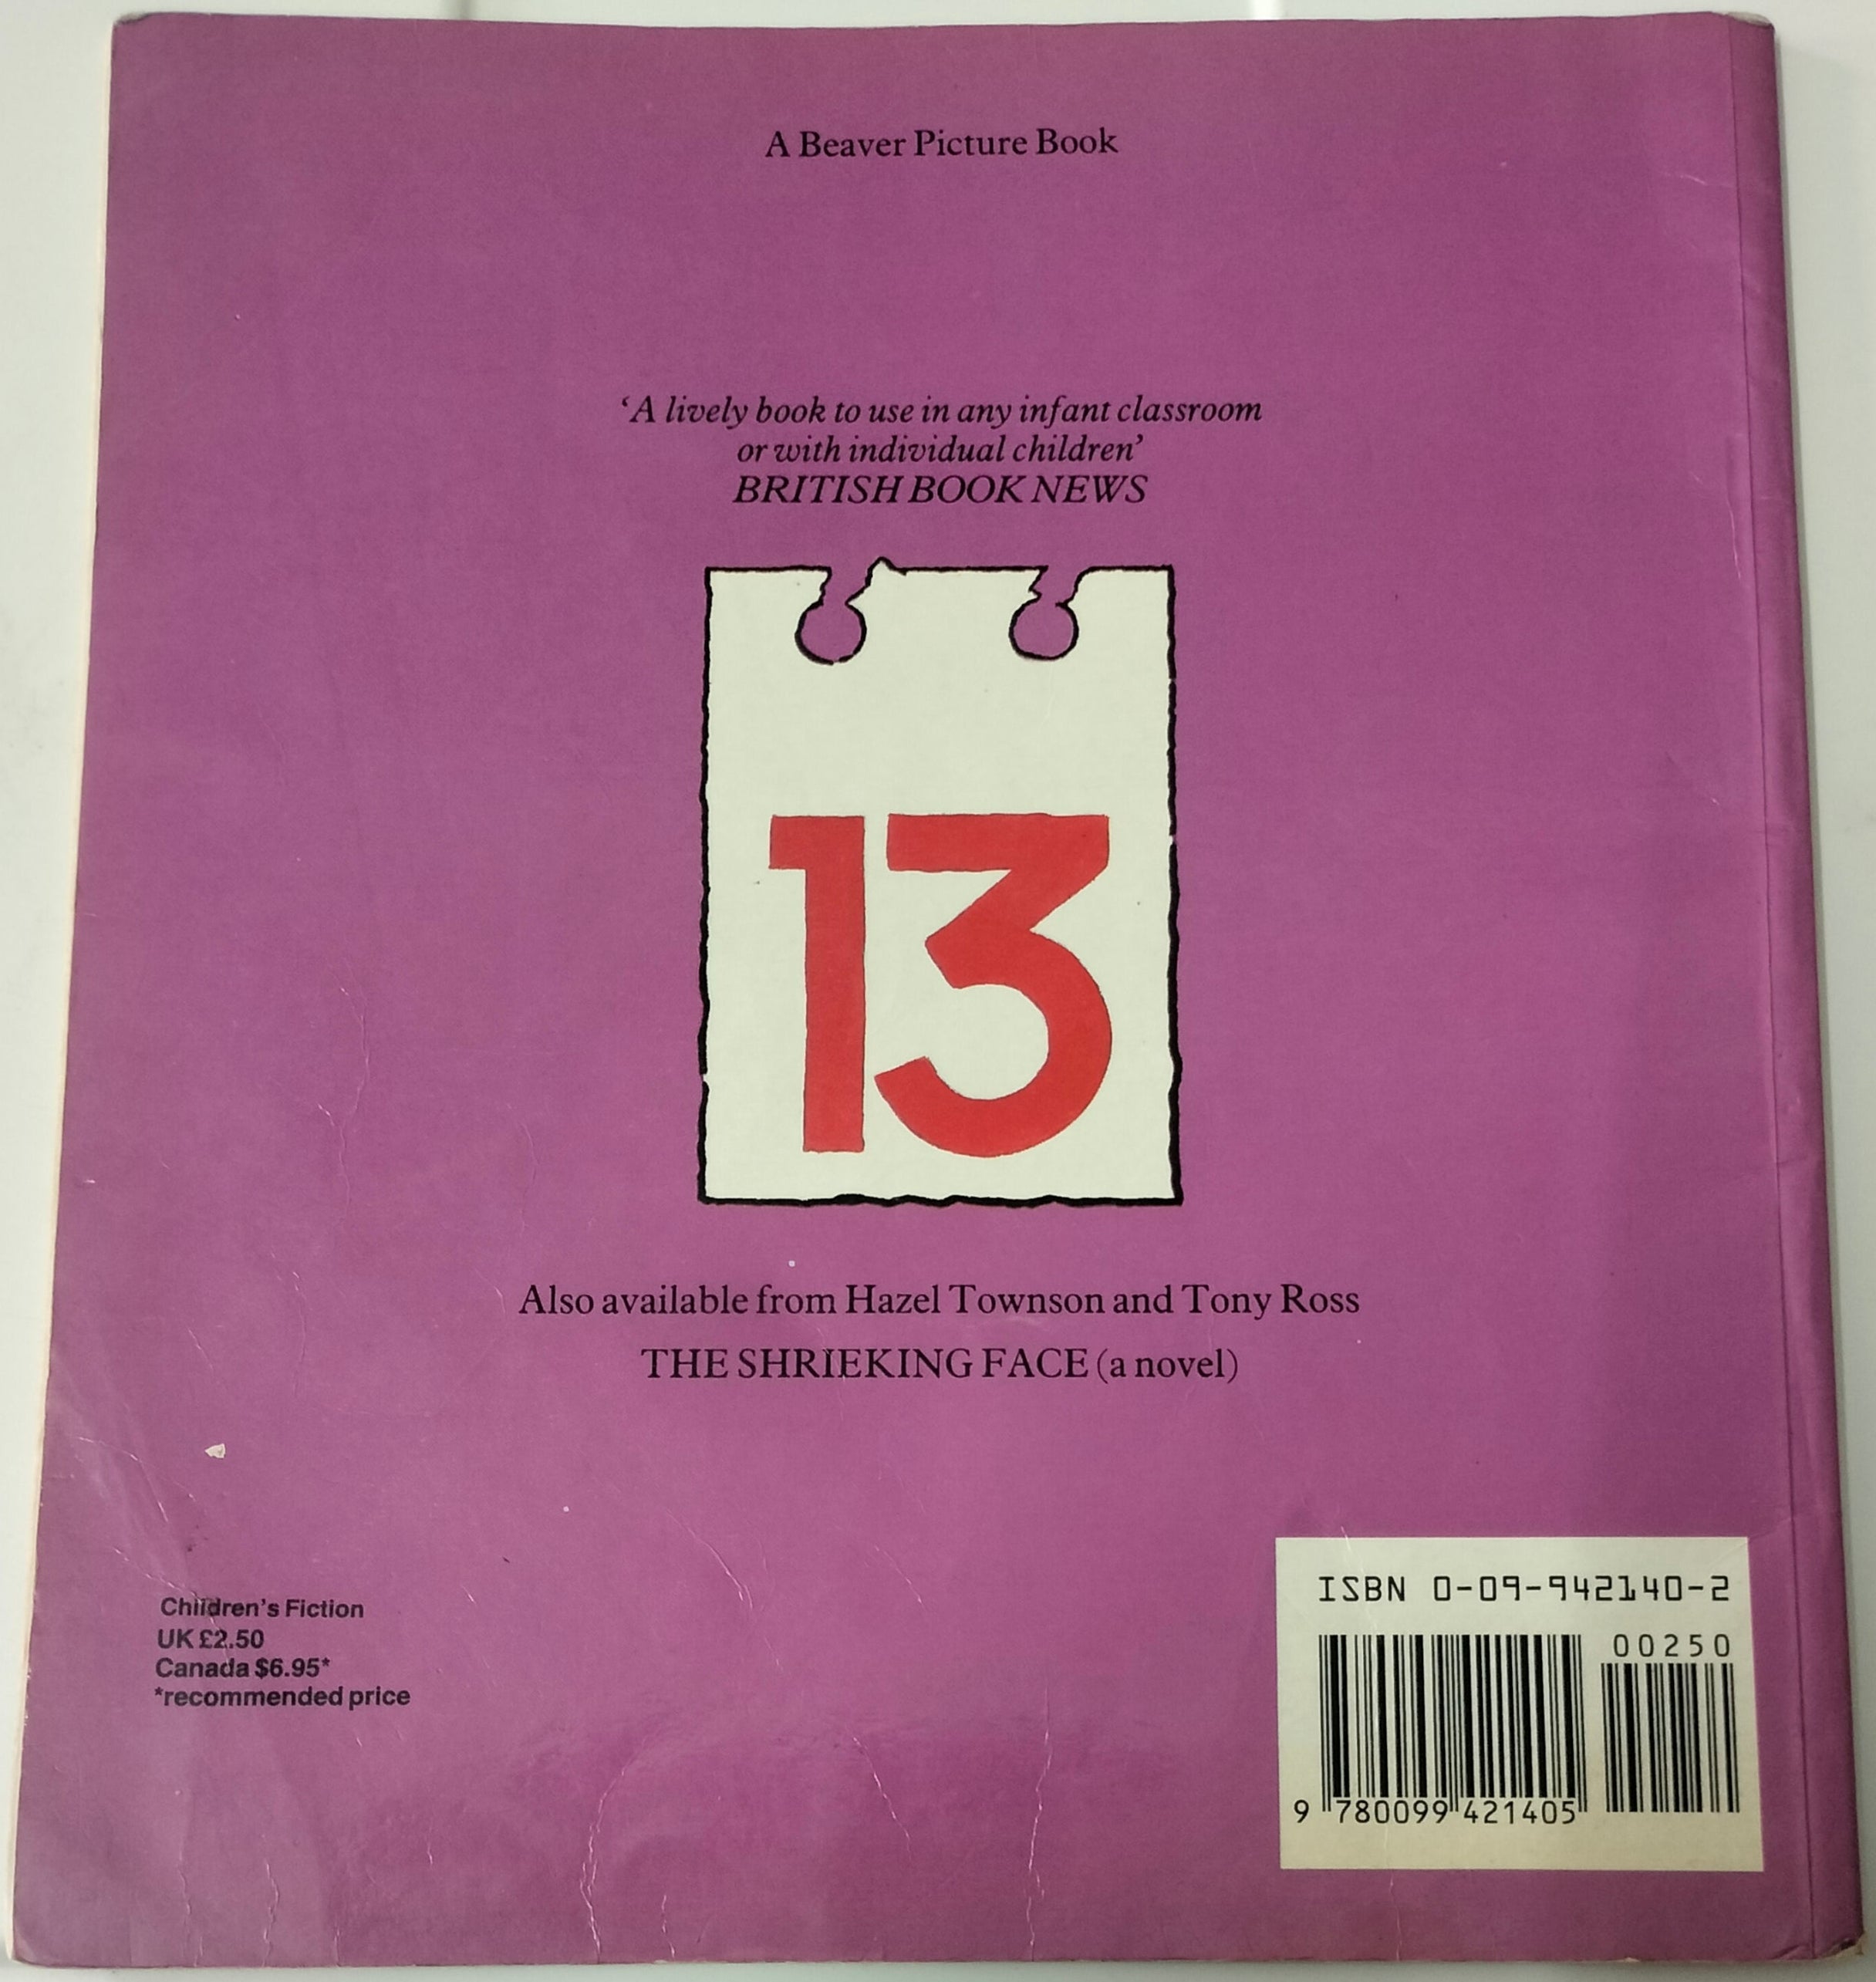 A Beaver Picture Book
‘A lively book to use in any infant classroom
or with individual children’
BRITISH BOOK NEWS
13
Also available from Hazel Townson and Tony Ross
THE SHRIEKING FACE (a novel)
Children's Fiction
UK £2.50
Canada $6.95*
*recommended price
ISBN 0-09-942140-2
00250
9 780099 421405